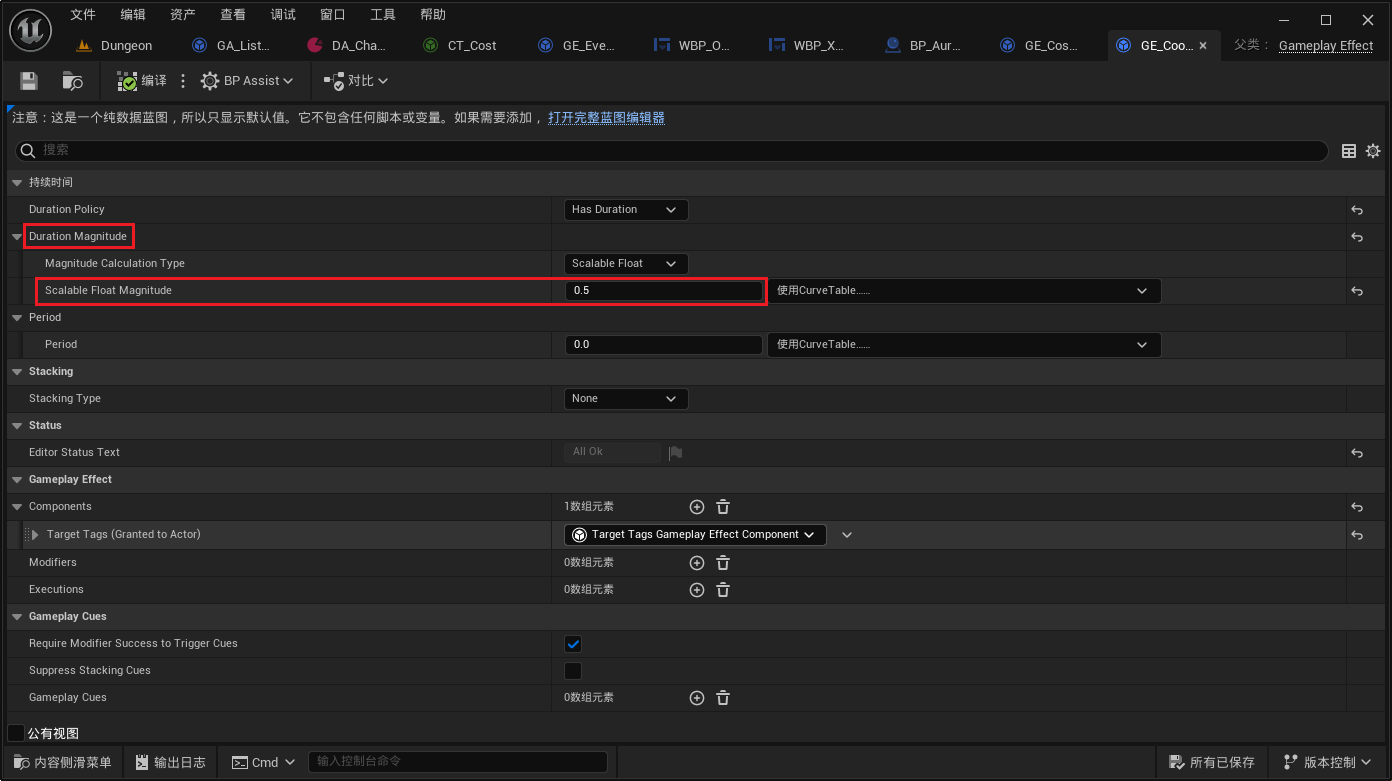 文件 编辑 资产 查看 调试 窗口 工具 帮助
Dungeon GA_List... DA_Cha... CT_Cost GE_Eve... WBP_O... WBP_X... BP_Aur... GE_Cos... GE_Coo... 父类： Gameplay Effect
编译 BP Assist 对比
注意：这是一个纯数据蓝图，所以只显示默认值。它不包含任何脚本或变量。如果需要添加， 打开完整蓝图编辑器
搜索
持续时间
Duration Policy Has Duration
Duration Magnitude
Magnitude Calculation Type Scalable Float
Scalable Float Magnitude 0.5 使用CurveTable......
Period
Period 0.0 使用CurveTable......
Stacking
Stacking Type None
Status
Editor Status Text All Ok
Gameplay Effect
Components 1数组元素
Target Tags (Granted to Actor) Target Tags Gameplay Effect Component
Modifiers 0数组元素
Executions 0数组元素
Gameplay Cues
Require Modifier Success to Trigger Cues
Suppress Stacking Cues
Gameplay Cues 0数组元素
公有视图
内容侧滑菜单 输出日志 Cmd 输入控制台命令 所有已保存 版本控制